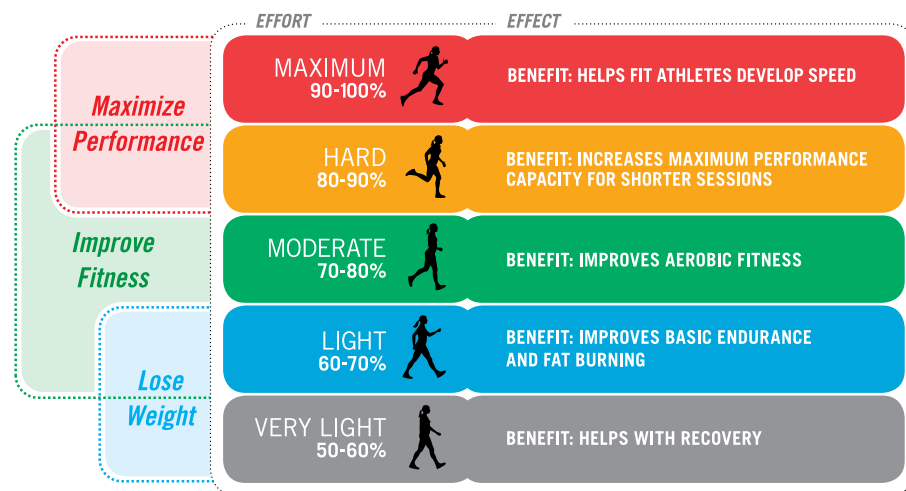 EFFORT
EFFECT
Maximize
Performance
MAXIMUM
90-100%
BENEFIT: HELPS FIT ATHLETES DEVELOP SPEED
HARD
80-90%
BENEFIT: INCREASES MAXIMUM PERFORMANCE
CAPACITY FOR SHORTER SESSIONS
Improve
Fitness
MODERATE
70-80%
BENEFIT: IMPROVES AEROBIC FITNESS
LIGHT
60-70%
BENEFIT: IMPROVES BASIC ENDURANCE
AND FAT BURNING
Lose
Weight
VERY LIGHT
50-60%
BENEFIT: HELPS WITH RECOVERY